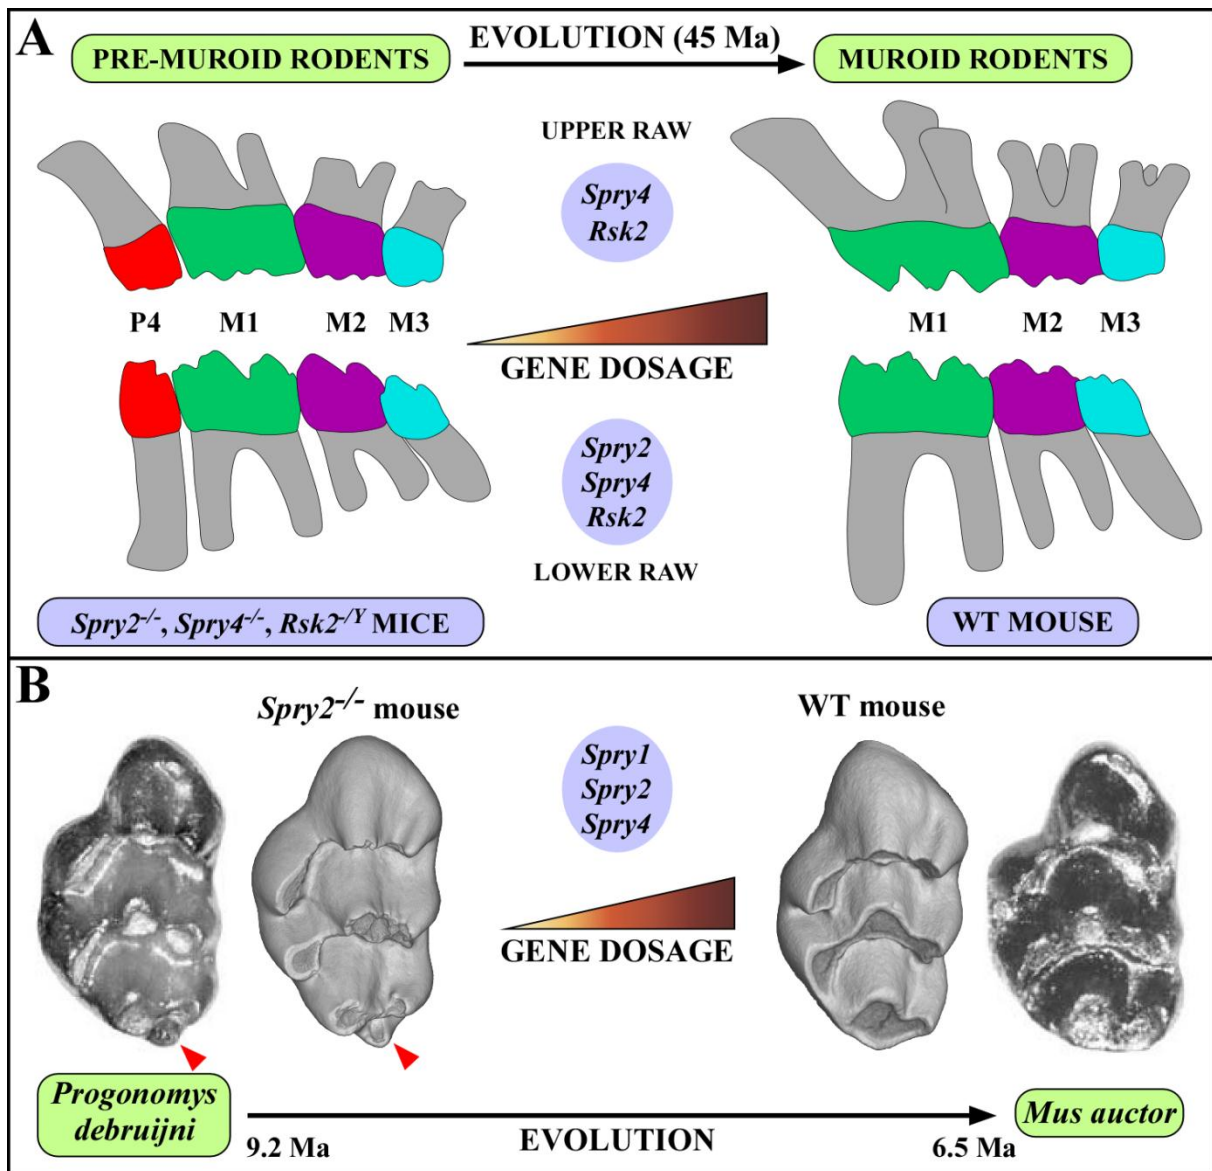 A
EVOLUTION (45 Ma)
PRE-MUROID RODENTS
MUROID RODENTS
UPPER RAW
Spry4
Rsk2
P4 M1 M2 M3
M1 M2 M3
GENE DOSAGE
Spry2
Spry4
Rsk2
LOWER RAW
Spry2-/-, Spry4-/-, Rsk2-/Y MICE
WT MOUSE
B
Spry2-/- mouse
WT mouse
Spry1
Spry2
Spry4
GENE DOSAGE
Progonomys
debruijni
9.2 Ma
EVOLUTION
6.5 Ma
Mus auctor